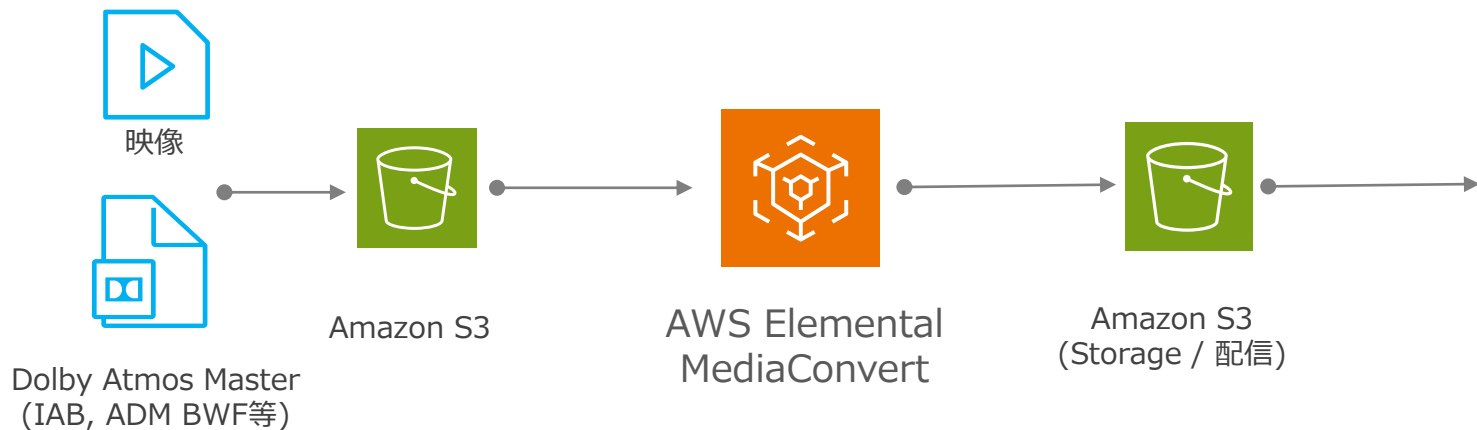 映像
Dolby Atmos Master
(IAB, ADM BWF等)
Amazon S3
AWS Elemental
MediaConvert
Amazon S3
(Storage / 配信)